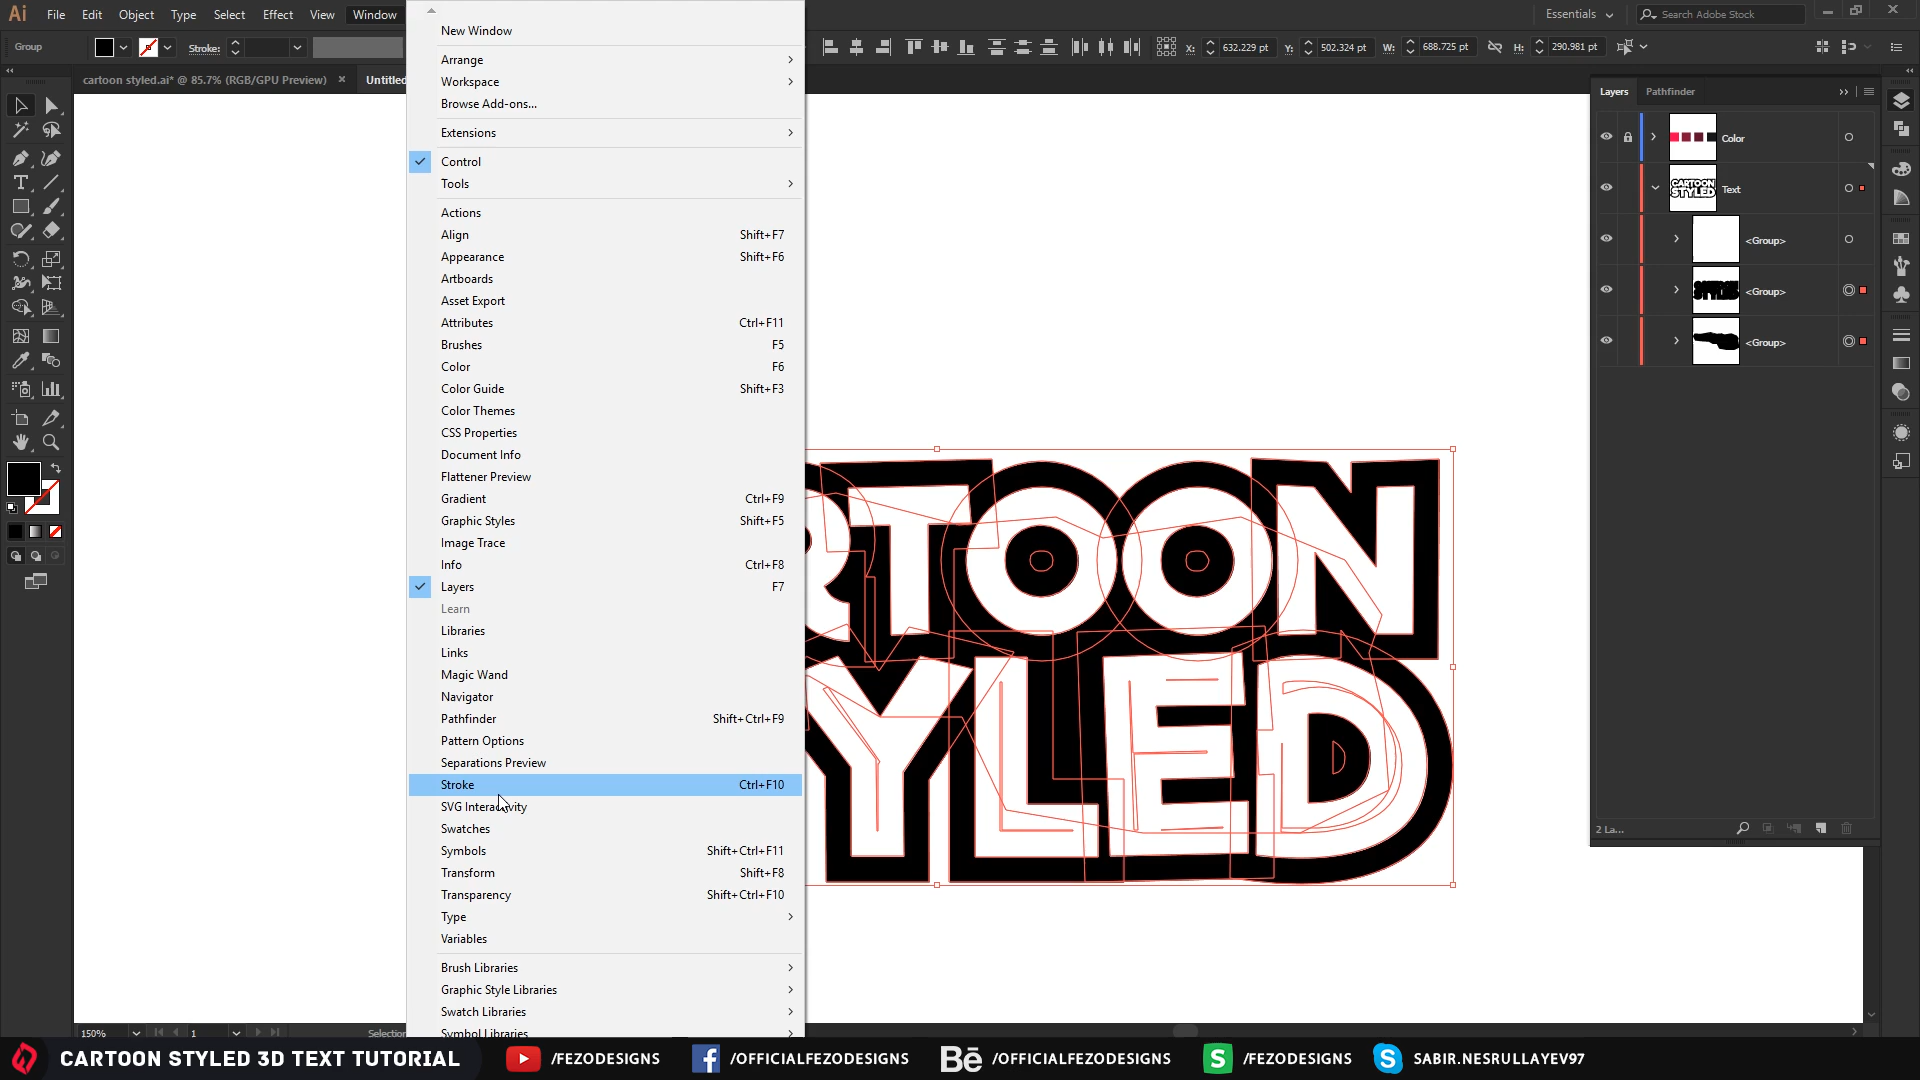 Ai File Edit Object Type Select Effect View Window Essentials Search Adobe Stock
Group Stroke: X: 632.229 pt Y: 502.324 pt W: 688.725 pt H: 290.981 pt
cartoon styled.ai* @ 85.7% (RGB/GPU Preview) × Untitled
New Window
Arrange
Workspace
Browse Add-ons...
Extensions
Control
Tools
Actions
Align Shift+F7
Appearance Shift+F6
Artboards
Asset Export
Attributes Ctrl+F11
Brushes F5
Color F6
Color Guide Shift+F3
Color Themes
CSS Properties
Document Info
Flattener Preview
Gradient Ctrl+F9
Graphic Styles Shift+F5
Image Trace
Info Ctrl+F8
Layers F7
Learn
Libraries
Links
Magic Wand
Navigator
Pathfinder Shift+Ctrl+F9
Pattern Options
Separations Preview
Stroke Ctrl+F10
SVG Interactivity
Swatches
Symbols Shift+Ctrl+F11
Transform Shift+F8
Transparency Shift+Ctrl+F10
Type
Variables
Brush Libraries
Graphic Style Libraries
Swatch Libraries
Symbol Libraries
RTOON
YLED
Layers Pathfinder
Color
CARTOON
STYLED
Text
<Group>
<Group>
<Group>
2 La...
150% 1 Selection
CARTOON STYLED 3D TEXT TUTORIAL /FEZODESIGNS /OFFICIALFEZODESIGNS /OFFICIALFEZODESIGNS /FEZODESIGNS SABIR.NESRULLAYEV97